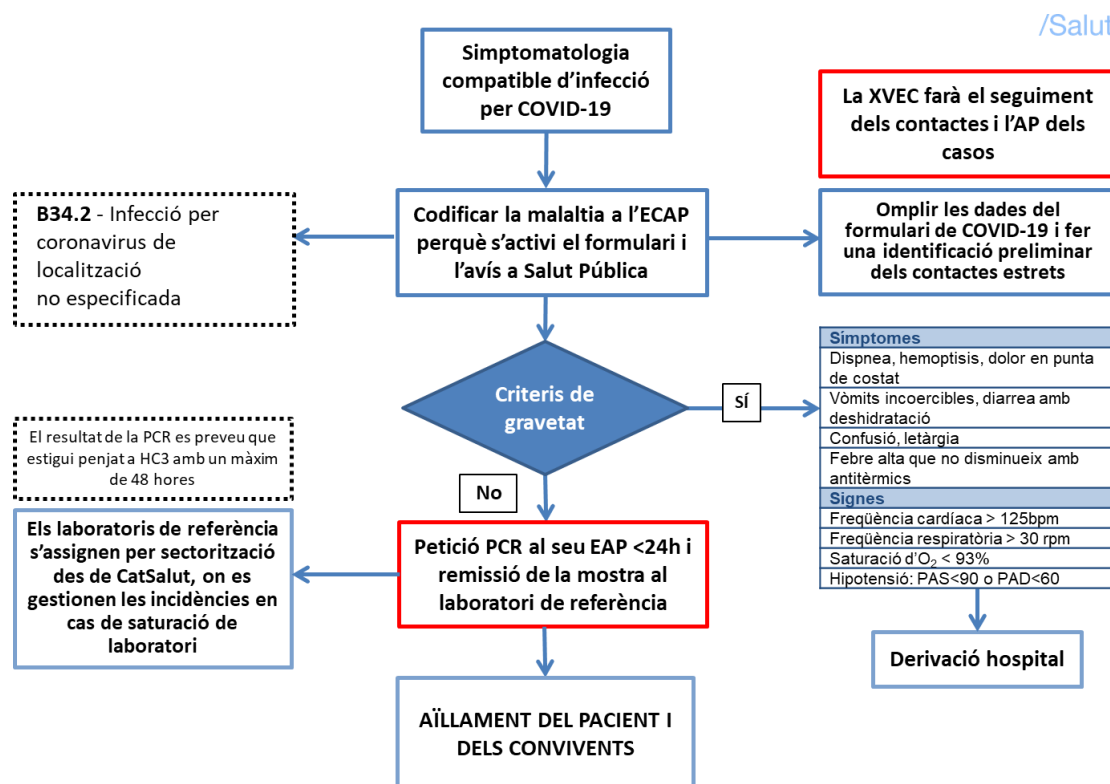 /Salut
Simptomatologia
compatible d’infecció
per COVID-19
La XVEC farà el seguiment
dels contactes i l’AP dels
casos
B34.2 - Infecció per
coronavirus de
localització
no especificada
Codificar la malaltia a l’ECAP
perquè s’activi el formulari i
l’avís a Salut Pública
Omplir les dades del
formulari de COVID-19 i fer
una identificació preliminar
dels contactes estrets
Criteris de
gravetat
SÍ
Símptomes
Dispnea, hemoptisis, dolor en punta
de costat
Vòmits incoercibles, diarrea amb
deshidratació
Confusió, letàrgia
Febre alta que no disminueix amb
antitèrmics
Signes
Freqüència cardíaca > 125bpm
Freqüència respiratòria > 30 rpm
Saturació d’O₂ < 93%
Hipotensió: PAS<90 o PAD<60
El resultat de la PCR es preveu que
estigui penjat a HC3 amb un màxim
de 48 hores
No
Els laboratoris de referència
s’assignen per sectorització
des de CatSalut, on es
gestionen les incidències en
cas de saturació de
laboratori
Petició PCR al seu EAP <24h i
remissió de la mostra al
laboratori de referència
Derivació hospital
AÏLLAMENT DEL PACIENT I
DELS CONVIVENTS